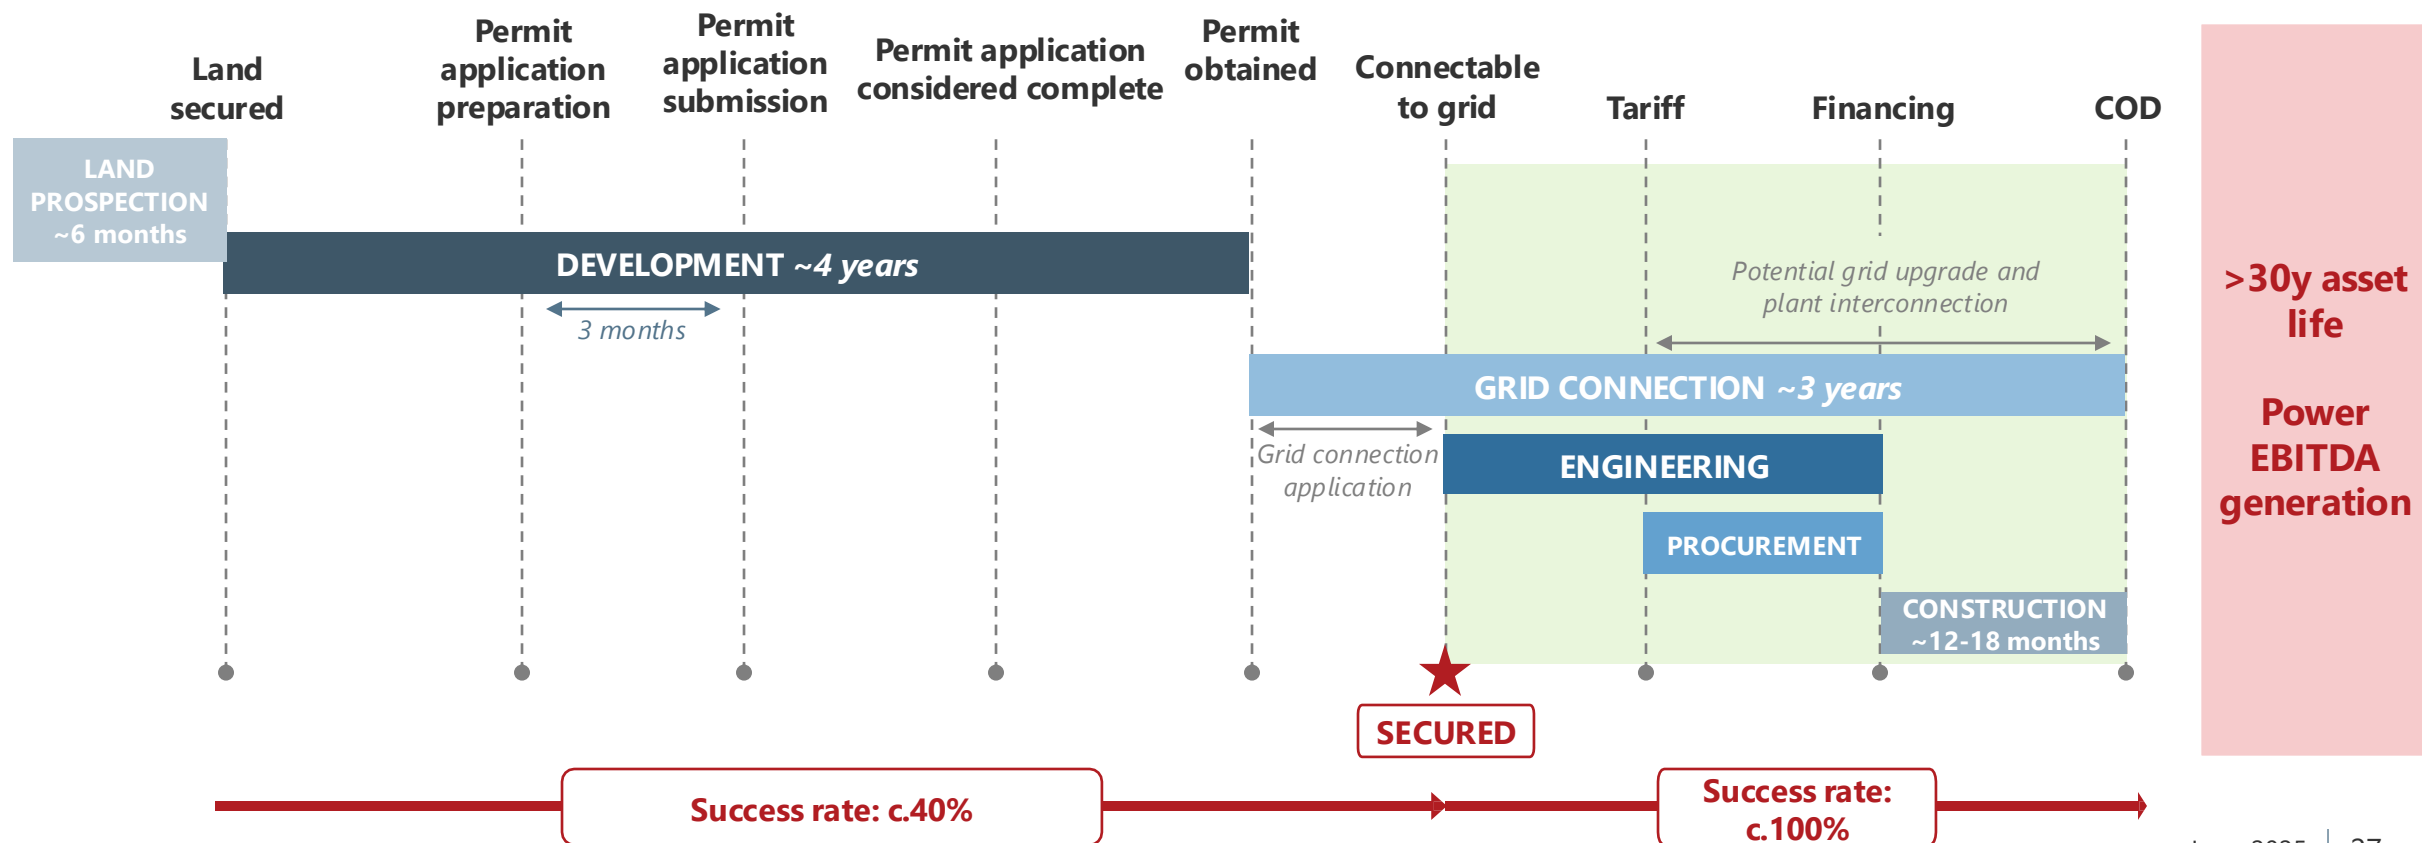 Land
secured
Permit
application
preparation
Permit
application
submission
Permit application
considered complete
Permit
obtained
Connectable
to grid
Tariff
Financing
COD
LAND
PROSPECTION
~6 months
DEVELOPMENT ~4 years
3 months
Potential grid upgrade and
plant interconnection
GRID CONNECTION ~3 years
Grid connection
application
ENGINEERING
PROCUREMENT
CONSTRUCTION
~12-18 months
>30y asset
life
Power
EBITDA
generation
SECURED
Success rate: c.40%
Success rate:
c.100%